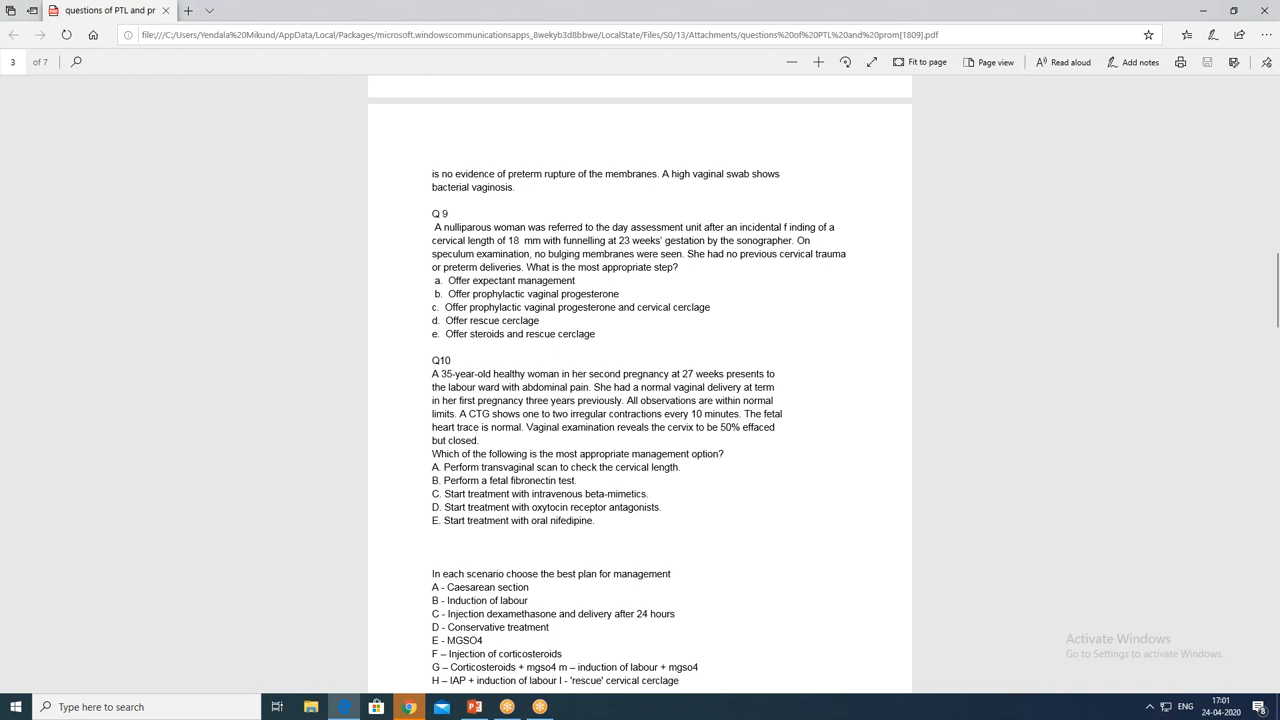 questions of PTL and pr
file:///C:/Users/Yendala%20Mikund/AppData/Local/Packages/microsoft.windowscommunicationsapps_8wekyb3d8bbwe/LocalState/Files/S0/13/Attachments/questions%20of%20PTL%20and%20prom[1809].pdf
3 of 7 Fit to page Page view Read aloud Add notes
is no evidence of preterm rupture of the membranes. A high vaginal swab shows
bacterial vaginosis.
Q 9
A nulliparous woman was referred to the day assessment unit after an incidental f inding of a
cervical length of 18 mm with funnelling at 23 weeks' gestation by the sonographer. On
speculum examination, no bulging membranes were seen. She had no previous cervical trauma
or preterm deliveries. What is the most appropriate step?
a. Offer expectant management
b. Offer prophylactic vaginal progesterone
c. Offer prophylactic vaginal progesterone and cervical cerclage
d. Offer rescue cerclage
e. Offer steroids and rescue cerclage
Q10
A 35-year-old healthy woman in her second pregnancy at 27 weeks presents to
the labour ward with abdominal pain. She had a normal vaginal delivery at term
in her first pregnancy three years previously. All observations are within normal
limits. A CTG shows one to two irregular contractions every 10 minutes. The fetal
heart trace is normal. Vaginal examination reveals the cervix to be 50% effaced
but closed.
Which of the following is the most appropriate management option?
A. Perform transvaginal scan to check the cervical length.
B. Perform a fetal fibronectin test.
C. Start treatment with intravenous beta-mimetics.
D. Start treatment with oxytocin receptor antagonists.
E. Start treatment with oral nifedipine.
In each scenario choose the best plan for management
A - Caesarean section
B - Induction of labour
C - Injection dexamethasone and delivery after 24 hours
D - Conservative treatment
E - MGSO4
F – Injection of corticosteroids
G – Corticosteroids + mgso4 m – induction of labour + mgso4
H – IAP + induction of labour I - 'rescue' cervical cerclage
Activate Windows
Go to Settings to activate Windows.
Type here to search
ENG
17:01
24-04-2020